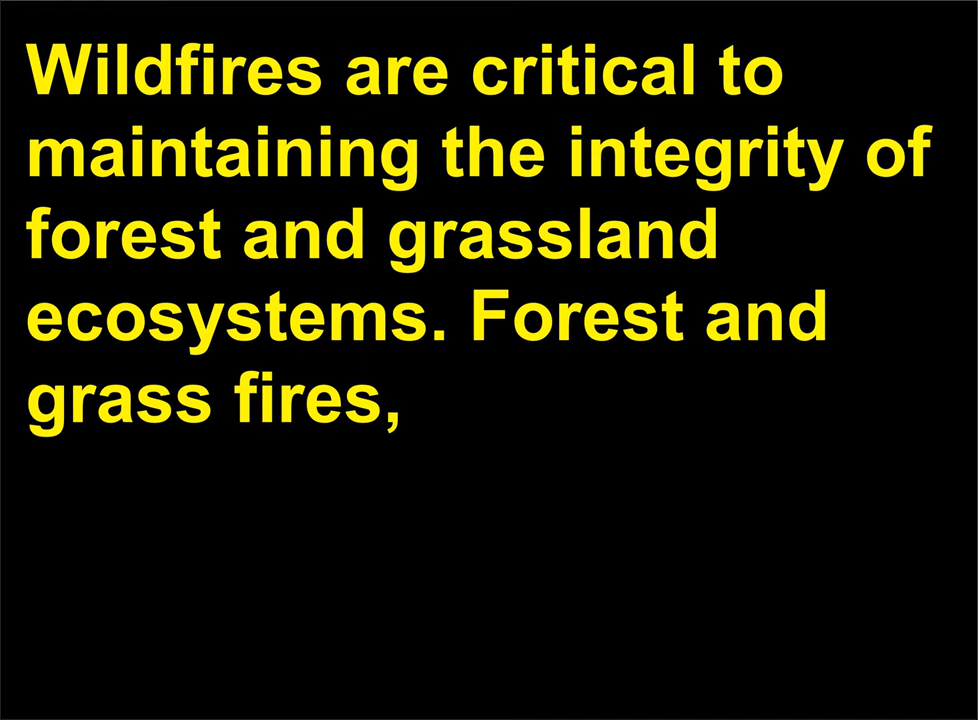 Wildfires are critical to
maintaining the integrity of
forest and grassland
ecosystems. Forest and
grass fires,